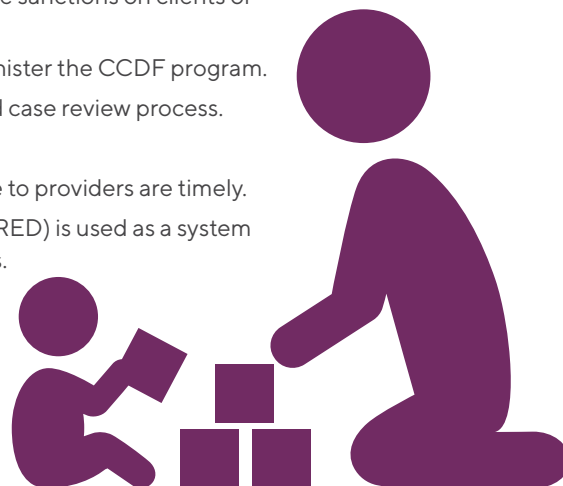 sanctions on clients or
nister the CCDF program.
case review process.
e to providers are timely.
RED) is used as a system